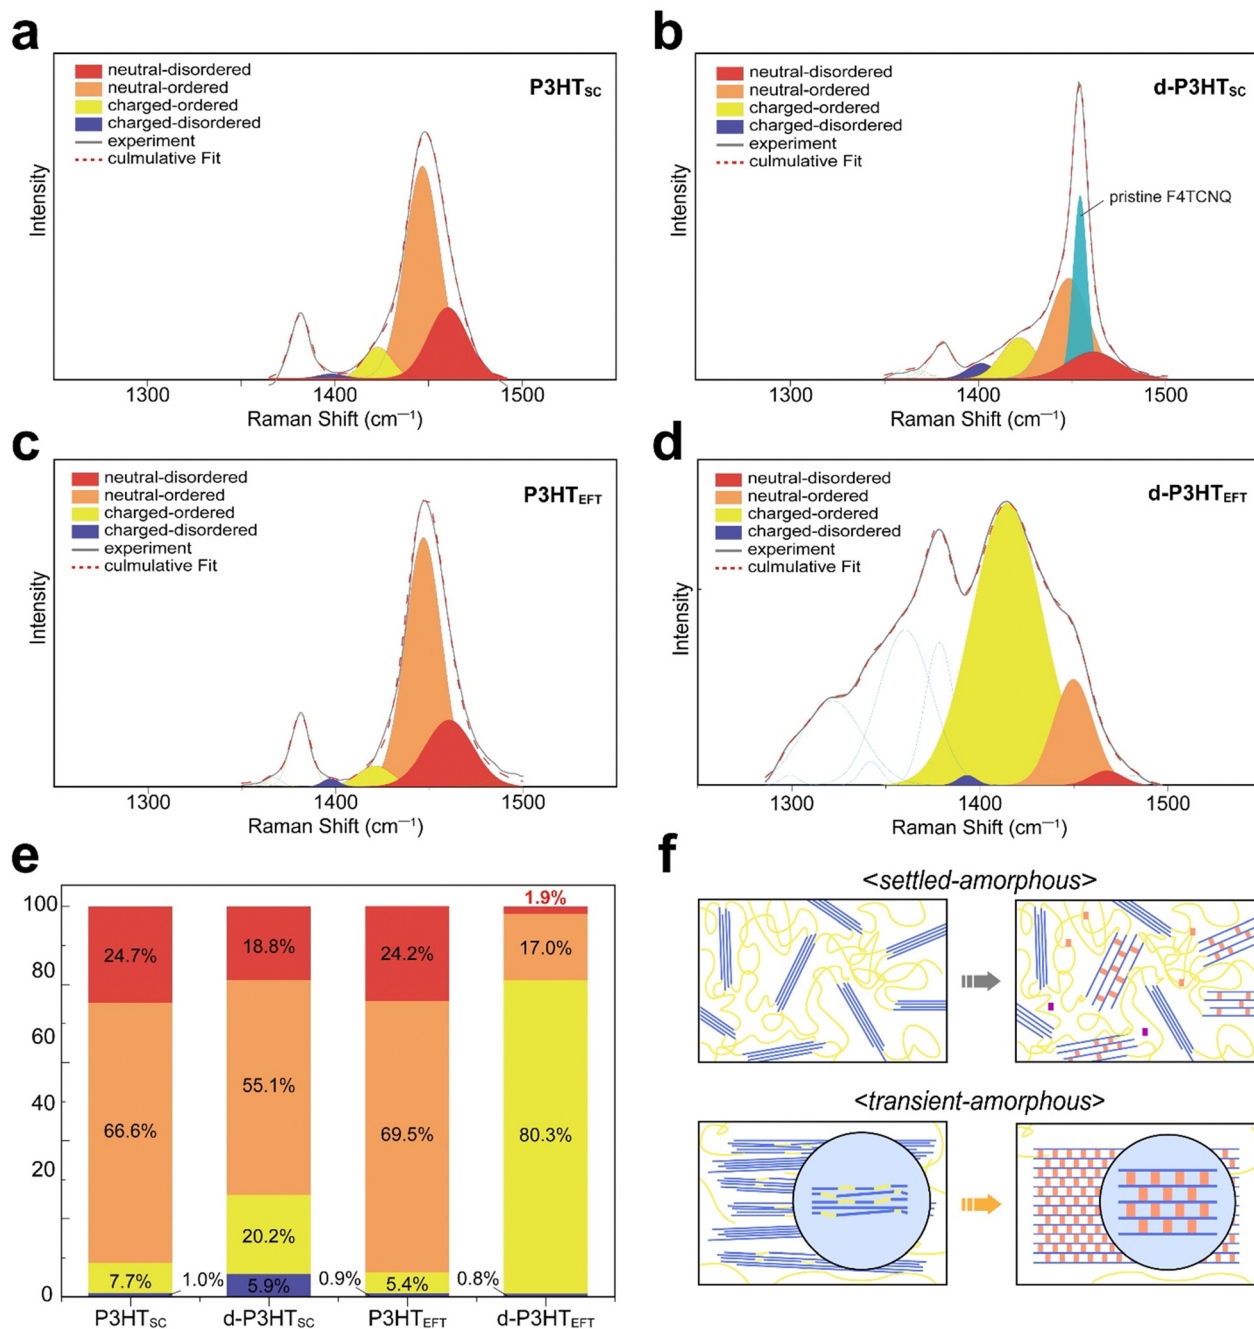 a
neutral-disordered
neutral-ordered
charged-ordered
charged-disordered
experiment
culmulative Fit
P3HTSC
Intensity
1300 1400 1500
Raman Shift (cm—1)
b
neutral-disordered
neutral-ordered
charged-ordered
charged-disordered
experiment
culmulative Fit
d-P3HTSC
pristine F4TCNQ
Intensity
1300 1400 1500
Raman Shift (cm—1)
c
neutral-disordered
neutral-ordered
charged-ordered
charged-disordered
experiment
culmulative Fit
P3HTEFT
Intensity
1300 1400 1500
Raman Shift (cm—1)
d
neutral-disordered
neutral-ordered
charged-ordered
charged-disordered
experiment
culmulative Fit
d-P3HTEFT
Intensity
1300 1400 1500
Raman Shift (cm—1)
e
1.9%
100
24.7% 18.8% 24.2% 17.0%
80
60
55.1%
40
66.6% 69.5% 80.3%
20
20.2%
7.7% 1.0% 5.9% 0.9% 5.4% 0.8%
0
P3HTSC d-P3HTSC P3HTEFT d-P3HTEFT
f
<settled-amorphous>
<transient-amorphous>